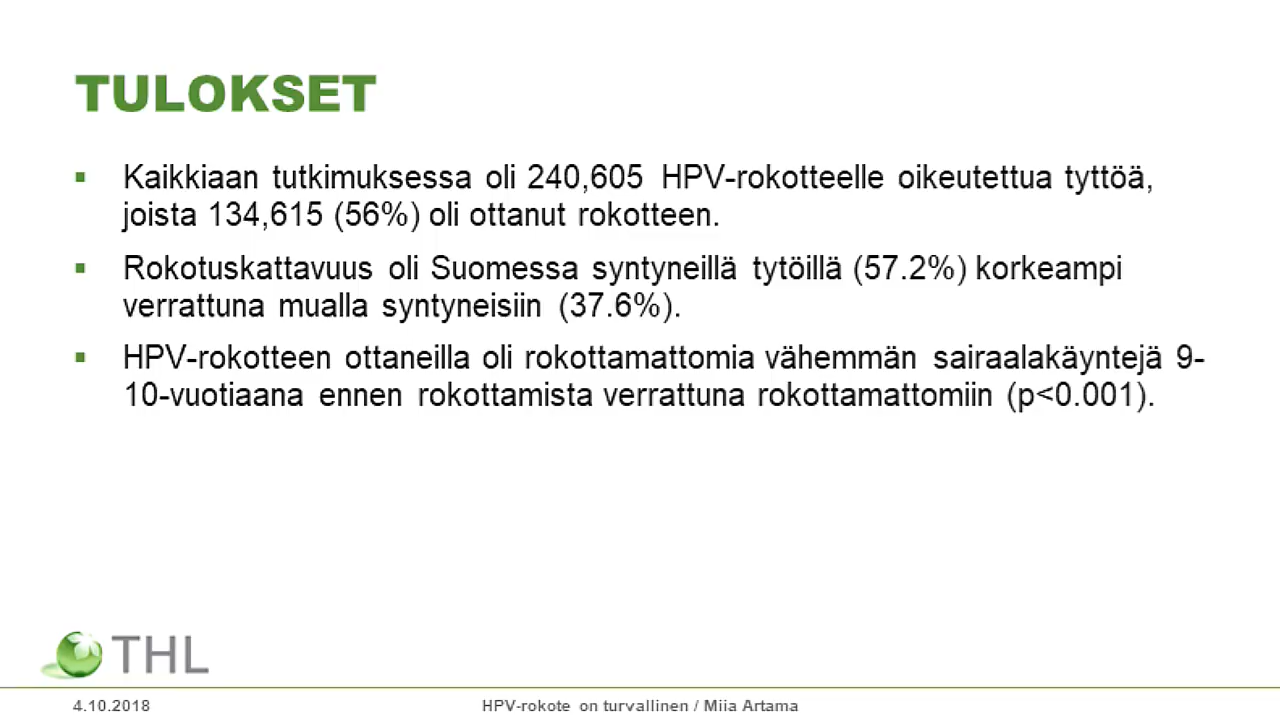 TULOKSET
▪ Kaikkiaan tutkimuksessa oli 240,605 HPV-rokotteelle oikeutettua tyttöä,
joista 134,615 (56%) oli ottanut rokotteen.
▪ Rokotuskattavuus oli Suomessa syntyneillä tytöillä (57.2%) korkeampi
verrattuna mualla syntyneisiin (37.6%).
▪ HPV-rokotteen ottaneilla oli rokottamattomia vähemmän sairaalakäyntejä 9-
10-vuotiaana ennen rokottamista verrattuna rokottamattomiin (p<0.001).
THL
4.10.2018
HPV-rokote on turvallinen / Miia Artama